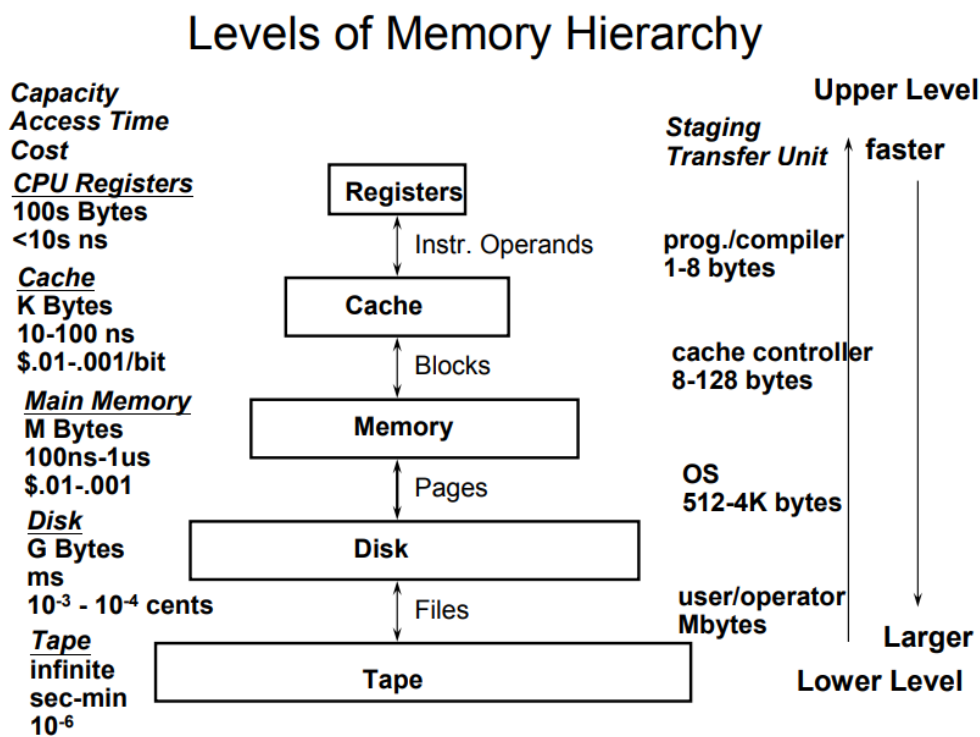 Levels of Memory Hierarchy
Capacity
Access Time
Cost
CPU Registers
100s Bytes
<10s ns
Cache
K Bytes
10-100 ns
$.01-.001/bit
Main Memory
M Bytes
100ns-1us
$.01-.001
Disk
G Bytes
ms
10-3 - 10-4 cents
Tape
infinite
sec-min
10-6
Registers
Instr. Operands
Cache
Blocks
Memory
Pages
Disk
Files
Tape
Staging
Transfer Unit
prog./compiler
1-8 bytes
cache controller
8-128 bytes
OS
512-4K bytes
user/operator
Mbytes
Upper Level
faster
Larger
Lower Level